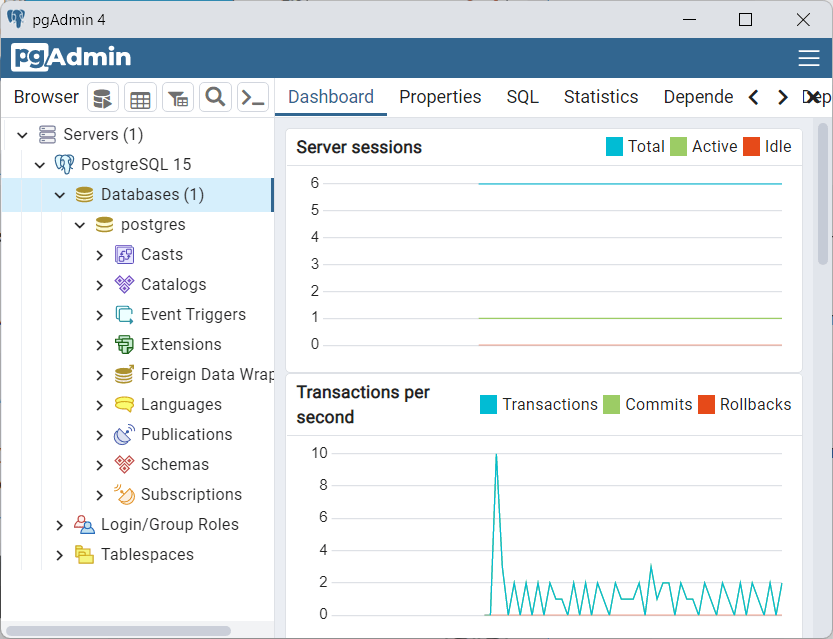 pgAdmin 4
pgAdmin
Browser
Dashboard Properties SQL Statistics Depende
Servers (1)
PostgreSQL 15
Databases (1)
postgres
Casts
Catalogs
Event Triggers
Extensions
Foreign Data Wrap
Languages
Publications
Schemas
Subscriptions
Login/Group Roles
Tablespaces
Server sessions
Total Active Idle
6
5
4
3
2
1
0
Transactions per
second
Transactions Commits Rollbacks
10
8
6
4
2
0